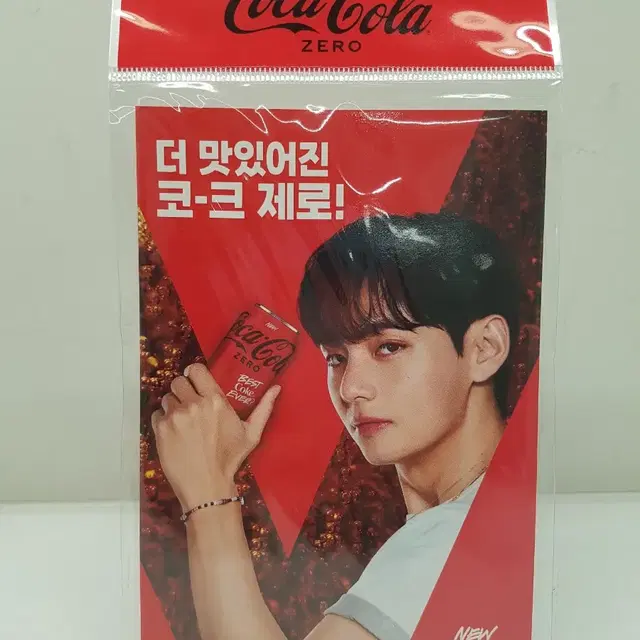 Coca-Cola
ZERO
더 맛있어진
코-크 제로!
NEW
Coca-Cola
ZERO
BEST
Coke
EVER?
NEW